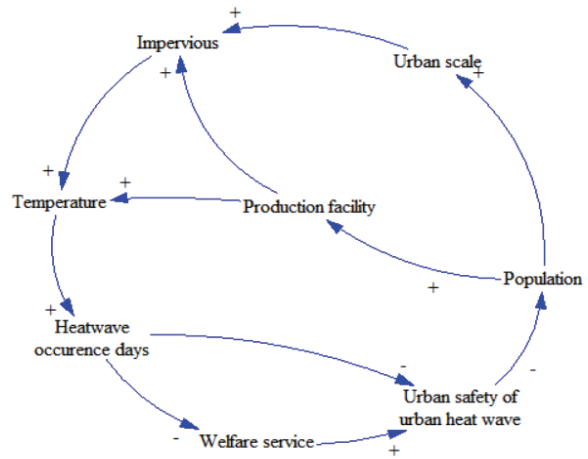 +
Impervious
+
Urban scale
+
+
+
Temperature
+
Production facility
+
Population
+
Heatwave
occurence days
-
Urban safety of
urban heat wave
-
-
Welfare service
+